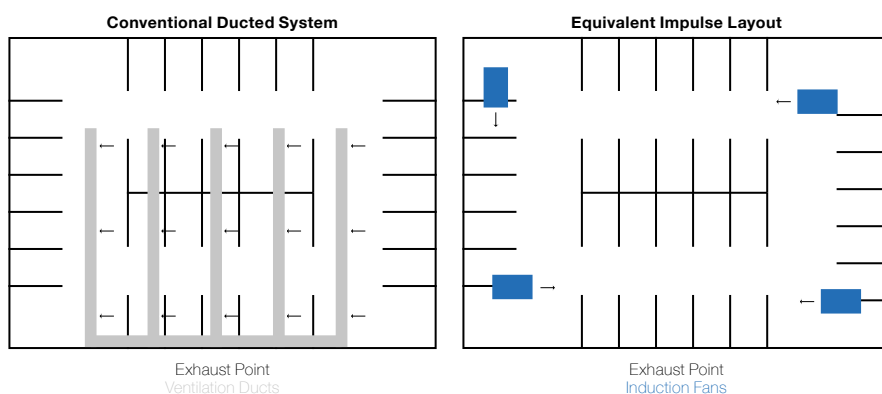 Conventional Ducted System
Equivalent Impulse Layout
Exhaust Point
Ventilation Ducts
Exhaust Point
Induction Fans